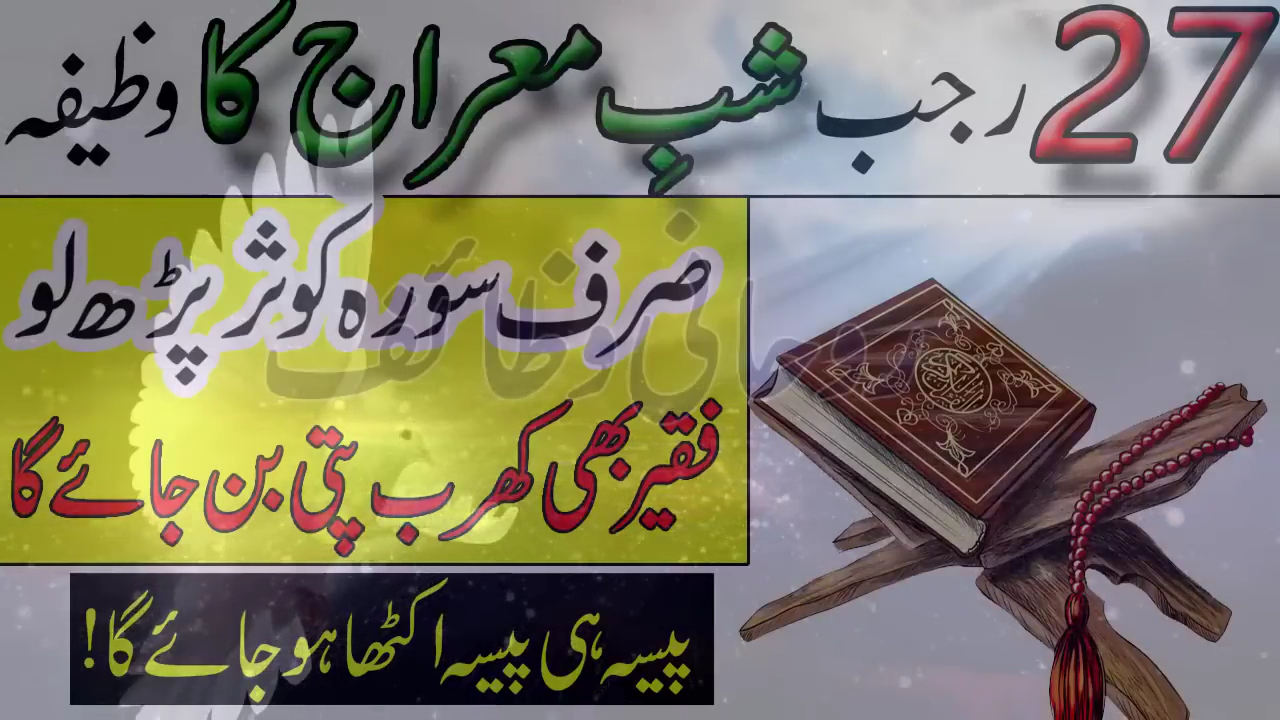 27 رجب شبِ معراج کا وظیفہ
صرف سورہ کوثر پڑھ لو
فقیر بھی کھرب پتی بن جائے گا
پیسہ ہی پیسہ اکٹھا ہو جائے گا!